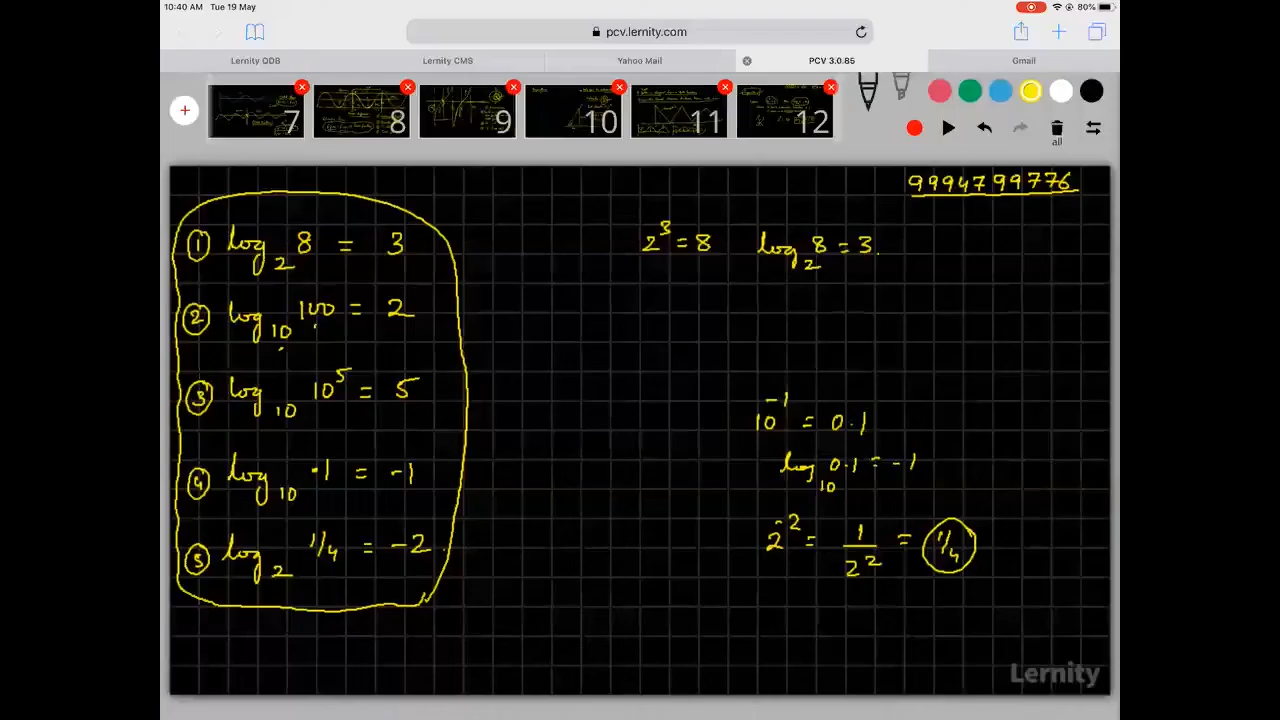 10:40 AM Tue 19 May
80%
pcv.lernity.com
Lernity QDB
Lernity CMS
Yahoo Mail
PCV 3.0.85
Gmail
7
8
9
10
11
12
all
9994799776
① log₂ 8 = 3
2³ = 8 log₂ 8 = 3.
② log₁₀ 100 = 2
③ log₁₀ 10⁵ = 5
10⁻¹ = 0.1
④ log₁₀ .1 = -1
log₁₀ 0.1 = -1
⑤ log₂ 1/4 = -2
2⁻² = 1/2² = 1/4
Lernity